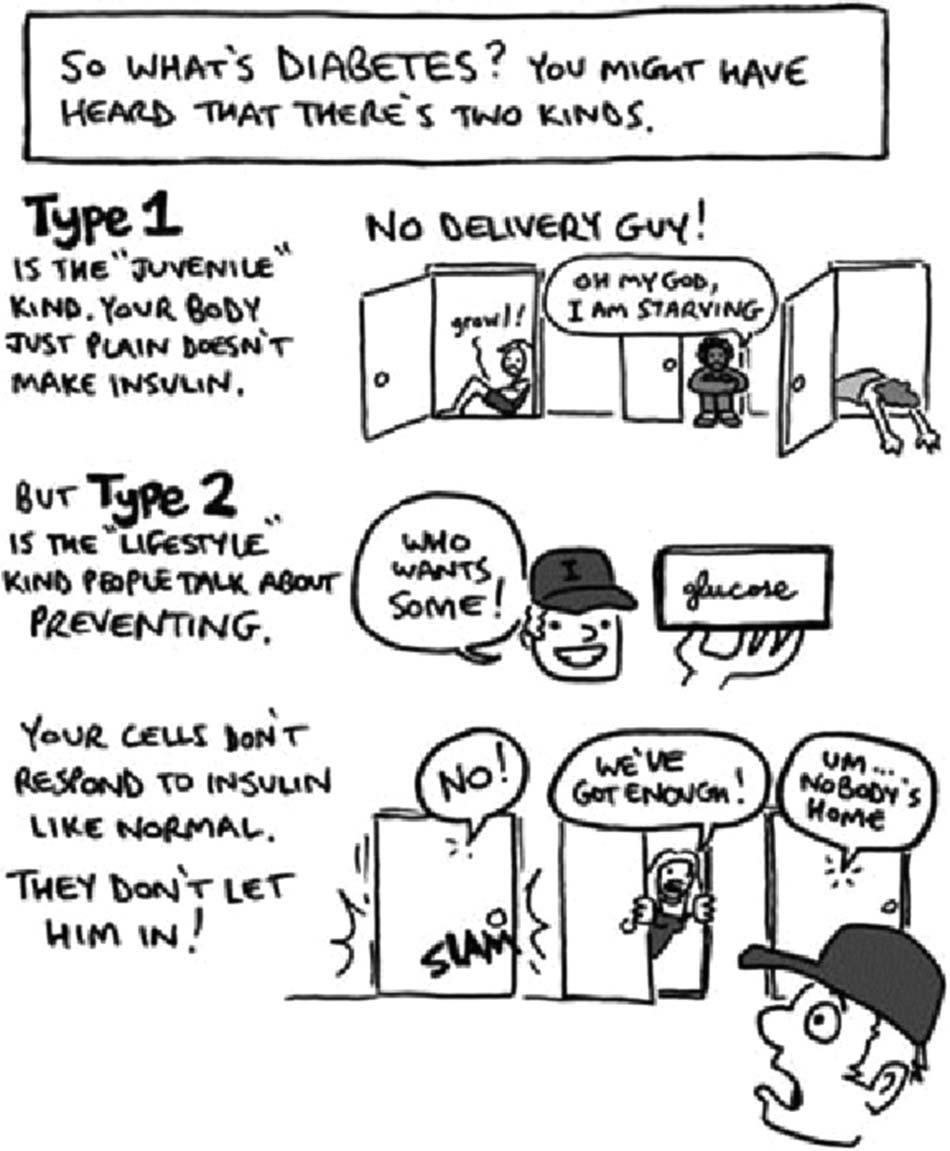 SO WHAT'S DIABETES? YOU MIGHT HAVE
HEARD THAT THERE'S TWO KINDS.
Type 1
IS THE "JUVENILE"
KIND. YOUR BODY
JUST PLAIN DOESN'T
MAKE INSULIN.
NO DELIVERY GUY!
growl!
OH MY GOD,
I AM STARVING
BUT Type 2
IS THE "LIFESTYLE"
KIND PEOPLE TALK ABOUT
PREVENTING.
WHO
WANTS
SOME!
I
glucose
YOUR CELLS DON'T
RESPOND TO INSULIN
LIKE NORMAL.
THEY DON'T LET
HIM IN!
NO!
SLAM
WE'VE
GOT ENOUGH!
UM...
NOBODY'S
HOME